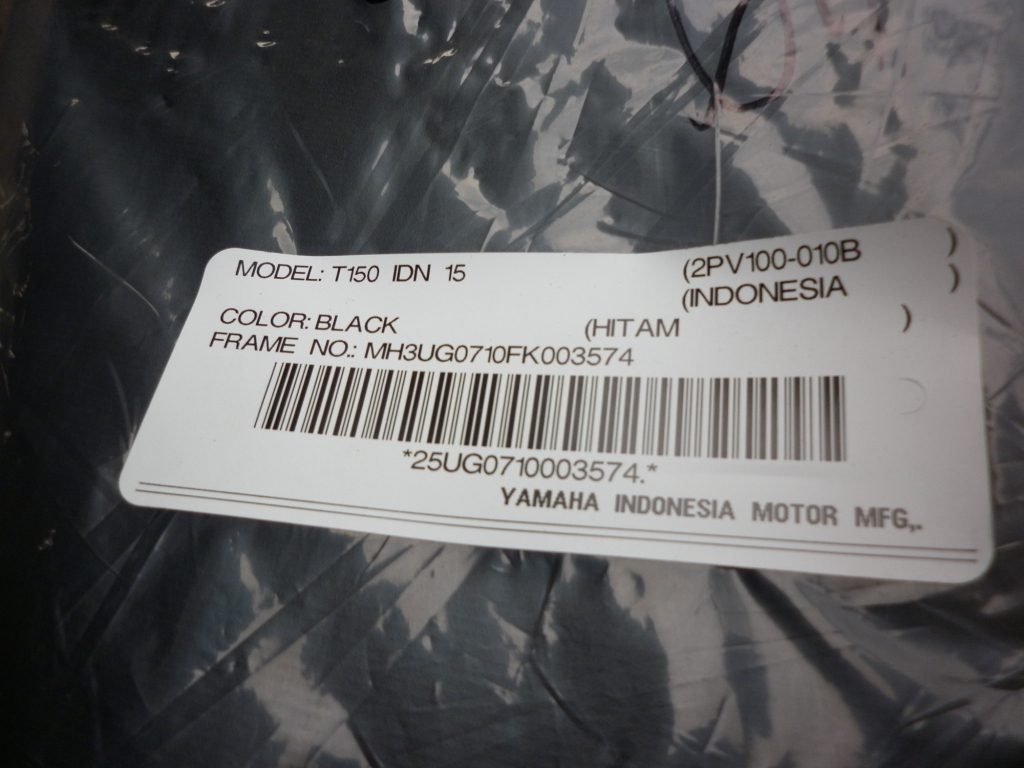 MODEL: T150 IDN 15 (2PV100-010B )
(INDONESIA )
COLOR: BLACK (HITAM )
FRAME NO.: MH3UG0710FK003574
*25UG0710003574.*
YAMAHA INDONESIA MOTOR MFG,.